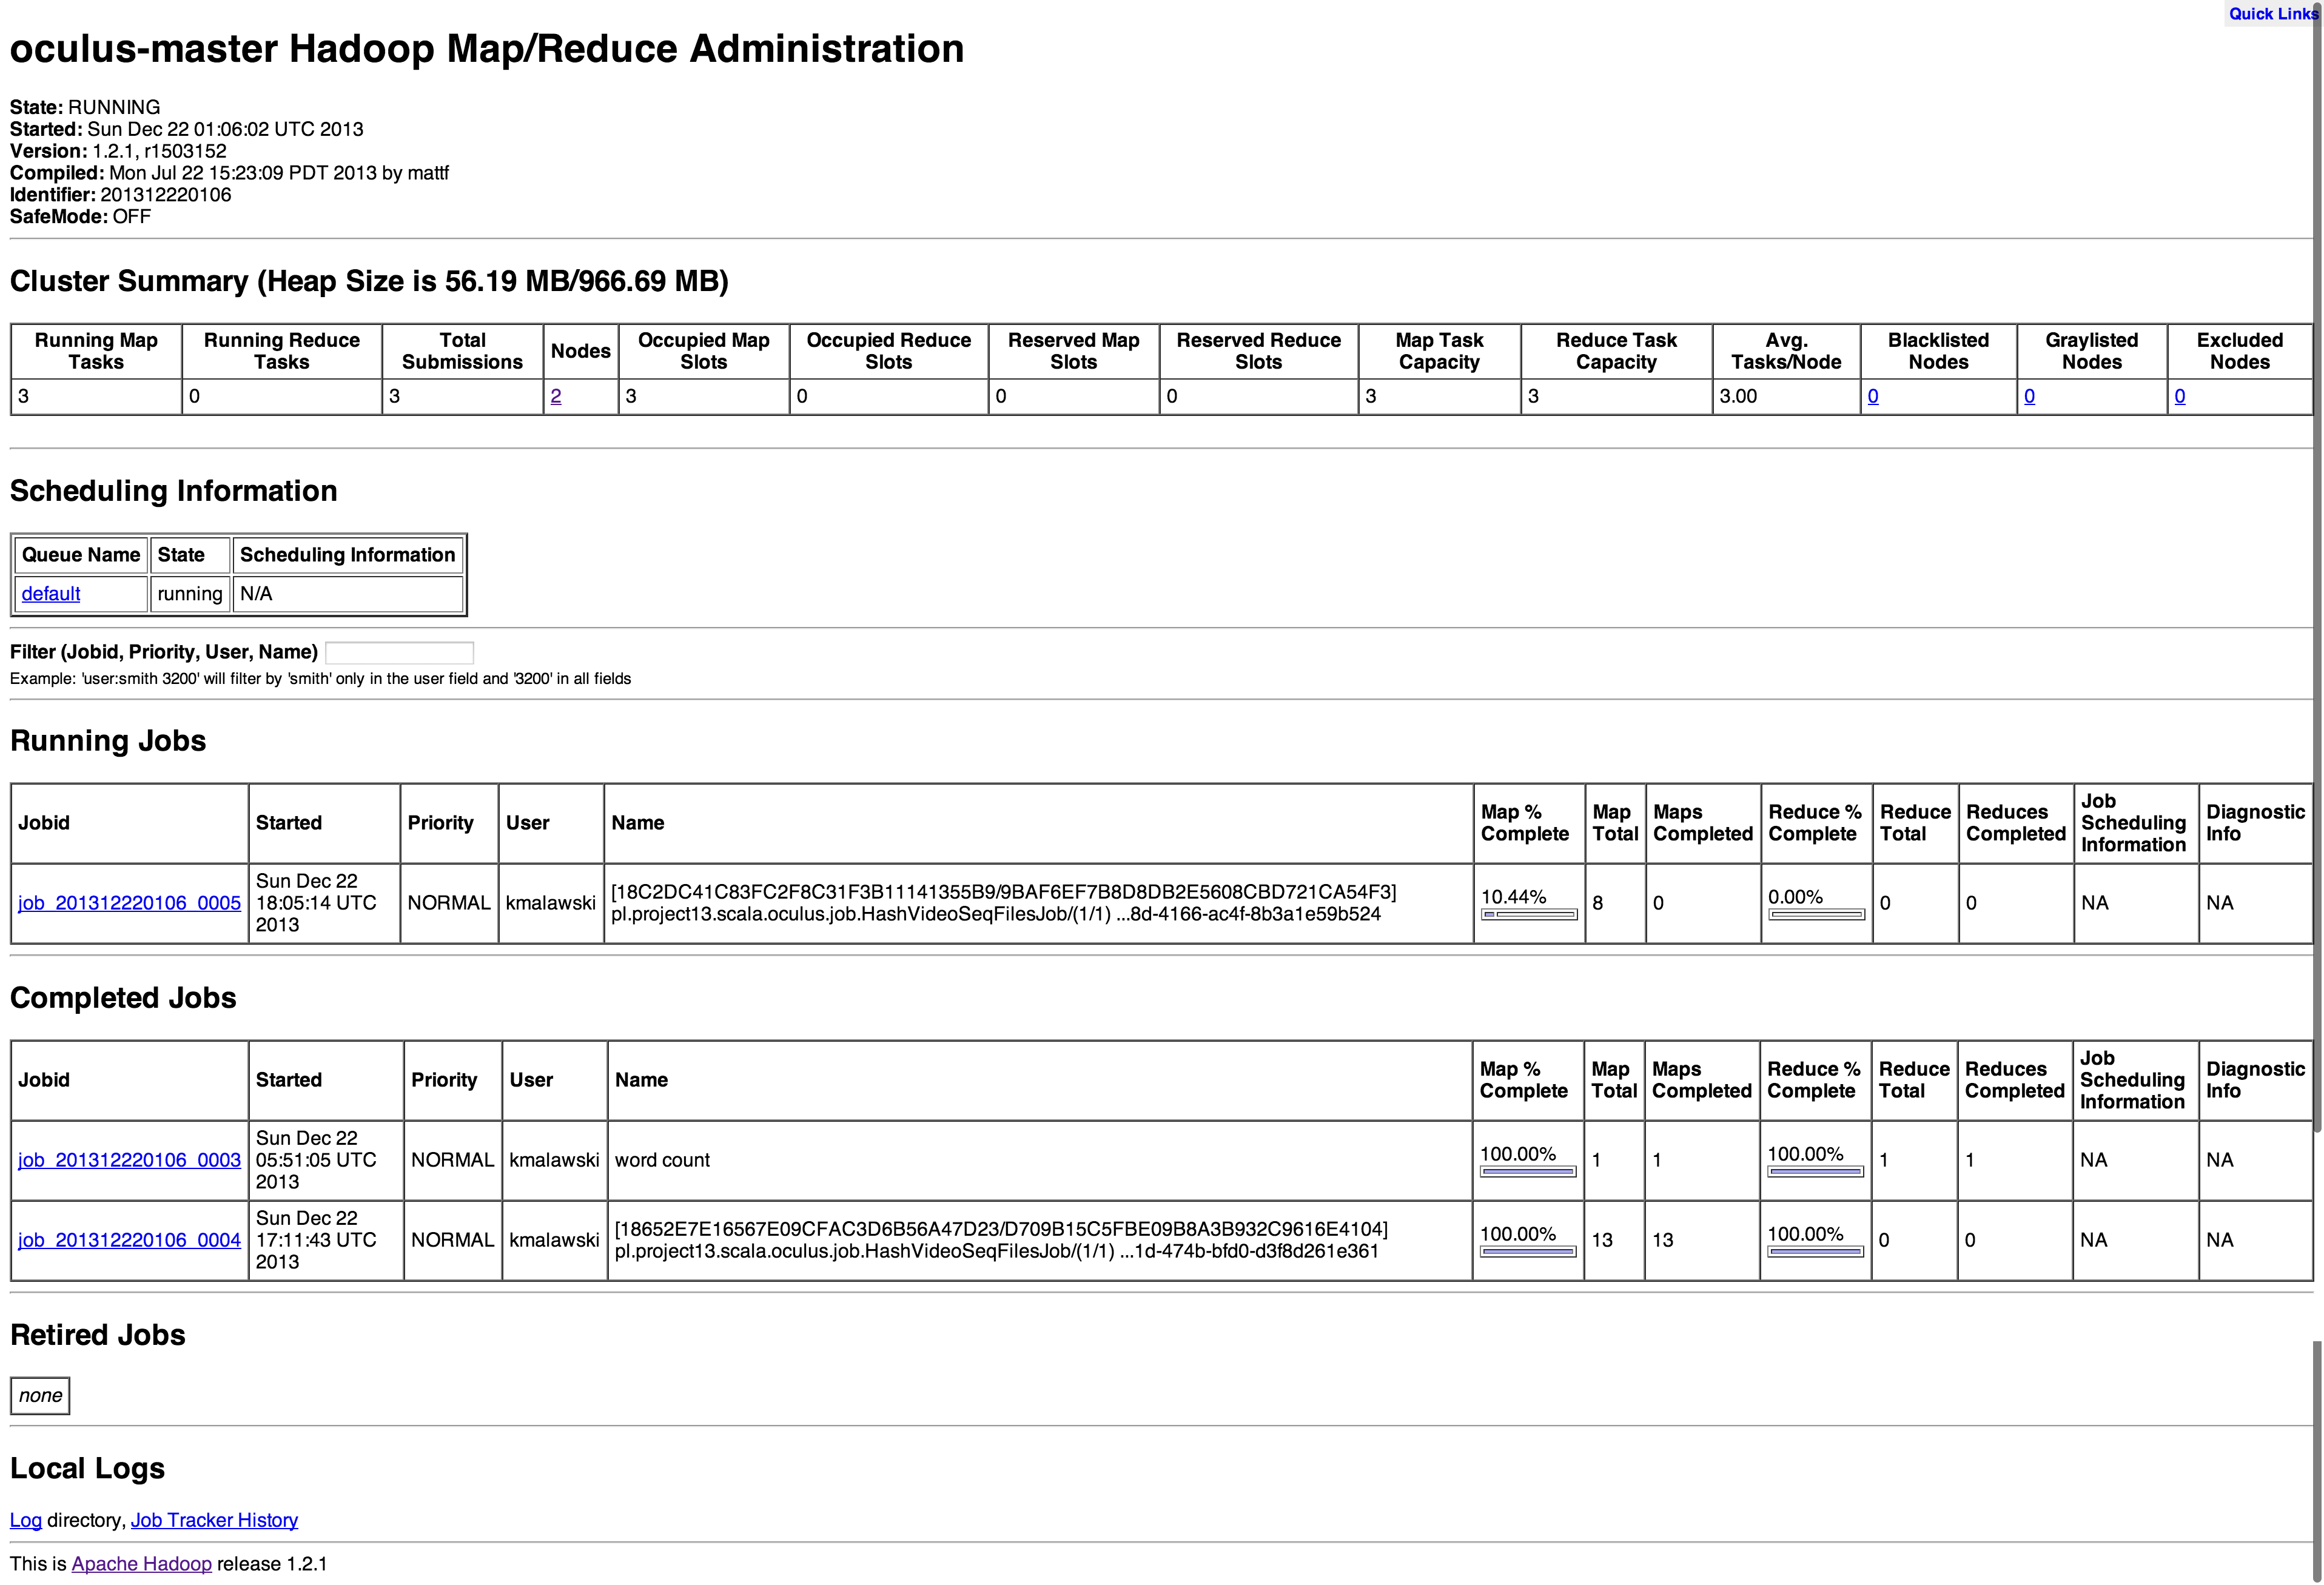 Quick Links
oculus-master Hadoop Map/Reduce Administration
State: RUNNING
Started: Sun Dec 22 01:06:02 UTC 2013
Version: 1.2.1, r1503152
Compiled: Mon Jul 22 15:23:09 PDT 2013 by mattf
Identifier: 201312220106
SafeMode: OFF
Cluster Summary (Heap Size is 56.19 MB/966.69 MB)
Running Map Tasks Running Reduce Tasks Total Submissions Nodes Occupied Map Slots Occupied Reduce Slots Reserved Map Slots Reserved Reduce Slots Map Task Capacity Reduce Task Capacity Avg. Tasks/Node Blacklisted Nodes Graylisted Nodes Excluded Nodes
3 0 3 2 3 0 0 0 3 3 3.00 0 0 0
Scheduling Information
Queue Name State Scheduling Information
default running N/A
Filter (Jobid, Priority, User, Name)
Example: 'user:smith 3200' will filter by 'smith' only in the user field and '3200' in all fields
Running Jobs
Jobid Started Priority User Name Map % Complete Map Total Maps Completed Reduce % Complete Reduce Total Reduces Completed Job Scheduling Information Diagnostic Info
job_201312220106_0005 Sun Dec 22 18:05:14 UTC 2013 NORMAL kmalawski [18C2DC41C83FC2F8C31F3B11141355B9/9BAF6EF7B8D8DB2E5608CBD721CA54F3] pl.project13.scala.oculus.job.HashVideoSeqFilesJob/(1/1) ...8d-4166-ac4f-8b3a1e59b524 10.44% 8 0 0.00% 0 0 NA NA
Completed Jobs
Jobid Started Priority User Name Map % Complete Map Total Maps Completed Reduce % Complete Reduce Total Reduces Completed Job Scheduling Information Diagnostic Info
job_201312220106_0003 Sun Dec 22 05:51:05 UTC 2013 NORMAL kmalawski word count 100.00% 1 1 100.00% 1 1 NA NA
job_201312220106_0004 Sun Dec 22 17:11:43 UTC 2013 NORMAL kmalawski [18652E7E16567E09CFAC3D6B56A47D23/D709B15C5FBE09B8A3B932C9616E4104] pl.project13.scala.oculus.job.HashVideoSeqFilesJob/(1/1) ...1d-474b-bfd0-d3f8d261e361 100.00% 13 13 100.00% 0 0 NA NA
Retired Jobs
none
Local Logs
Log directory, Job Tracker History
This is Apache Hadoop release 1.2.1